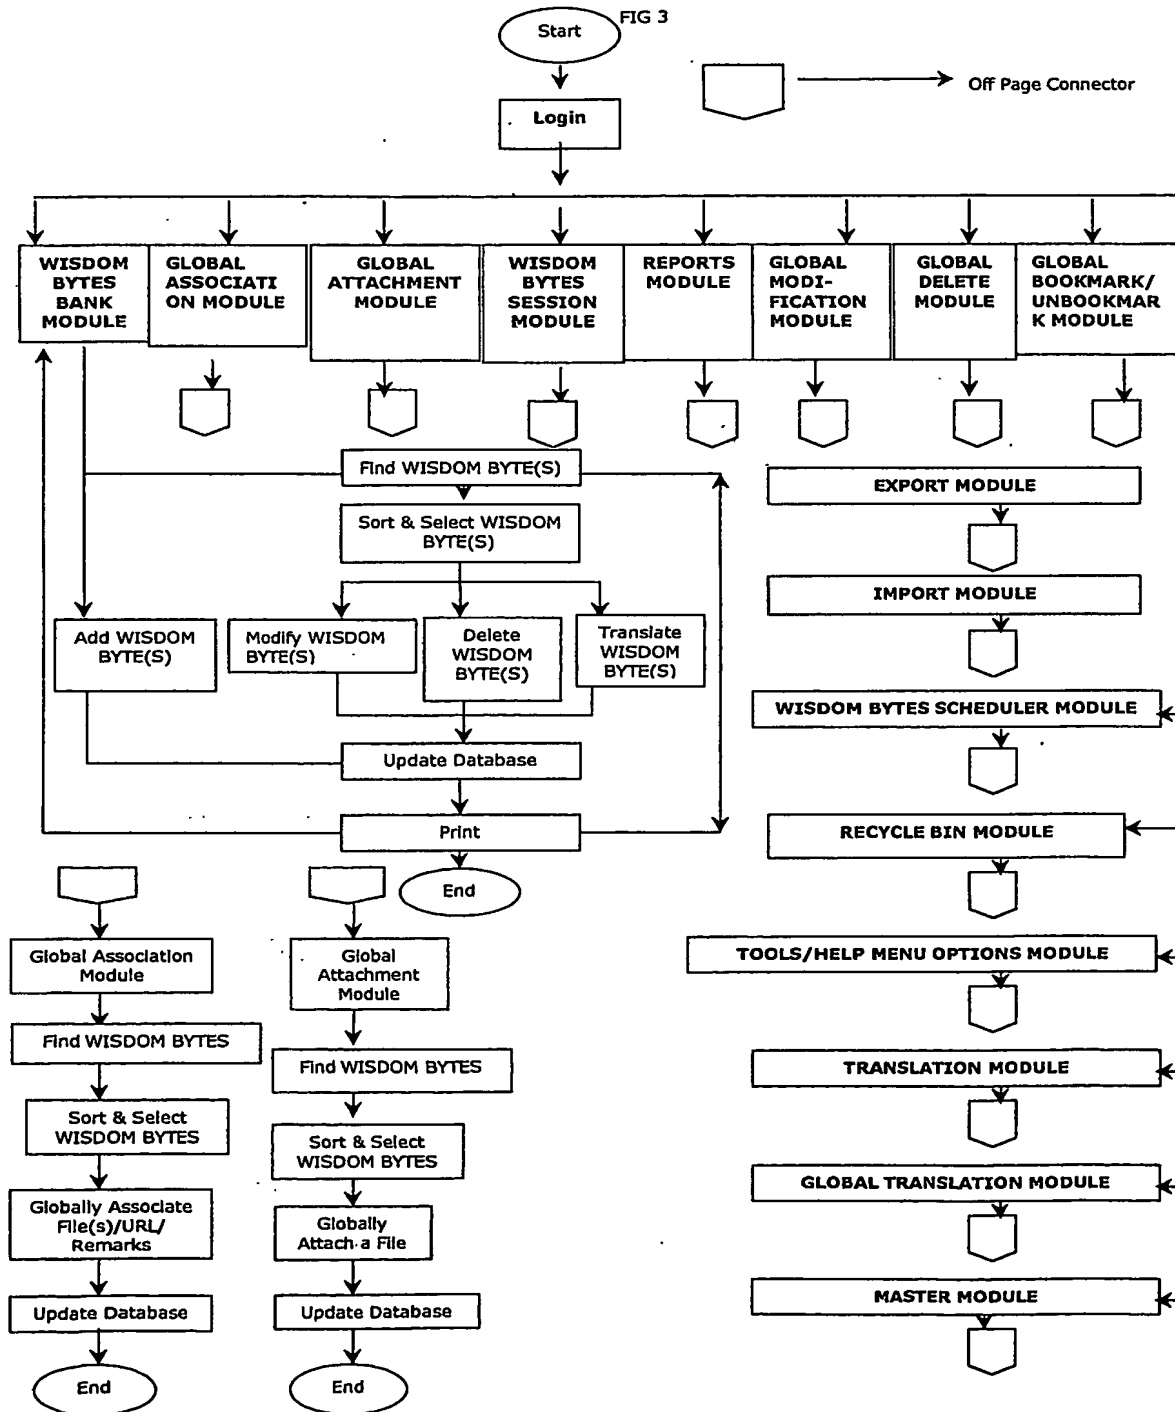 FIG 3
Start
Off Page Connector
Login
WISDOM
BYTES
BANK
MODULE
GLOBAL
ASSOCIATI
ON MODULE
GLOBAL
ATTACHMENT
MODULE
WISDOM
BYTES
SESSION
MODULE
REPORTS
MODULE
GLOBAL
MODI-
FICATION
MODULE
GLOBAL
DELETE
MODULE
GLOBAL
BOOKMARK/
UNBOOKMAR
K MODULE
Find WISDOM BYTE(S)
Sort & Select WISDOM
BYTE(S)
Add WISDOM
BYTE(S)
Modify WISDOM
BYTE(S)
Delete
WISDOM
BYTE(S)
Translate
WISDOM
BYTE(S)
Update Database
Print
End
EXPORT MODULE
IMPORT MODULE
WISDOM BYTES SCHEDULER MODULE
RECYCLE BIN MODULE
TOOLS/HELP MENU OPTIONS MODULE
TRANSLATION MODULE
GLOBAL TRANSLATION MODULE
MASTER MODULE
Global Association
Module
Find WISDOM BYTES
Sort & Select
WISDOM BYTES
Globally Associate
File(s)/URL/
Remarks
Update Database
End
Global
Attachment
Module
Find WISDOM BYTES
Sort & Select
WISDOM BYTES
Globally
Attach a File
Update Database
End